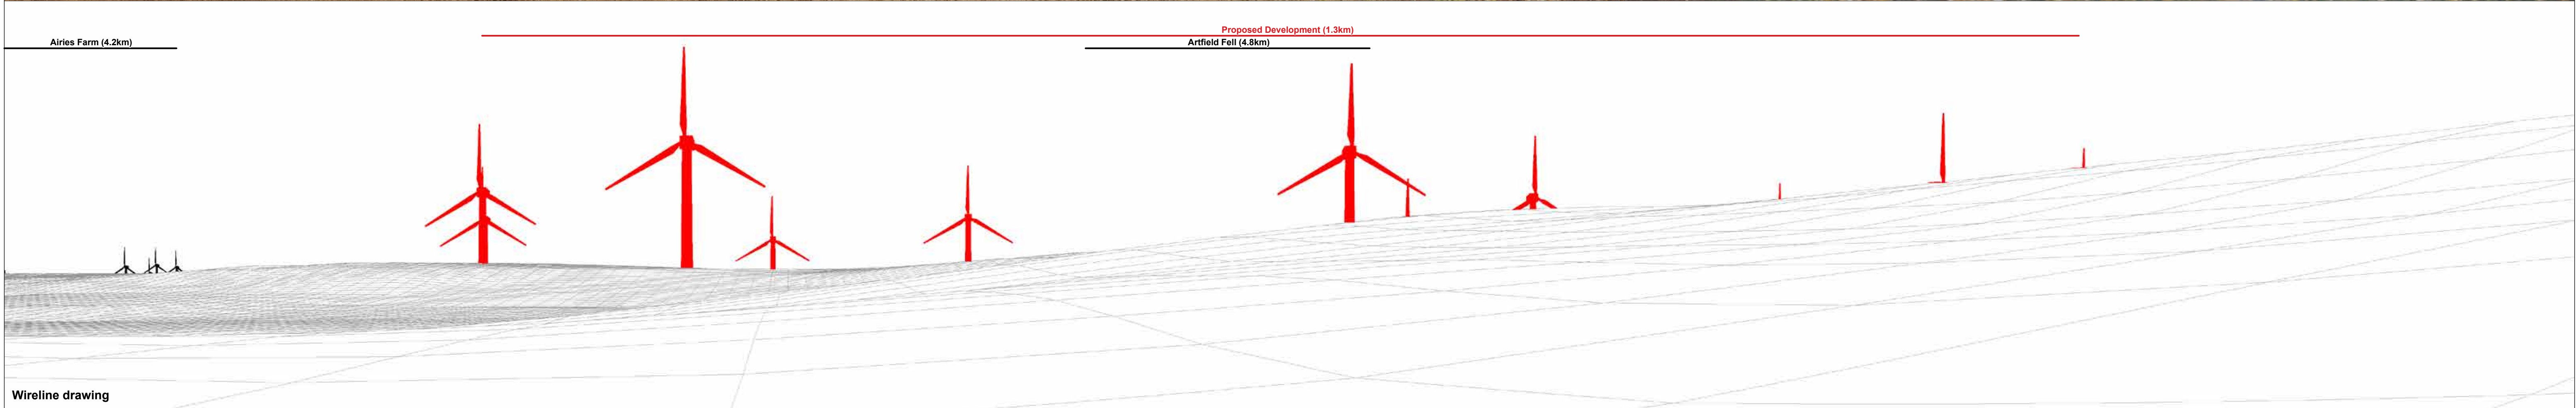 Proposed Development (1.3km)
Airies Farm (4.2km)
Artfield Fell (4.8km)
Wireline drawing